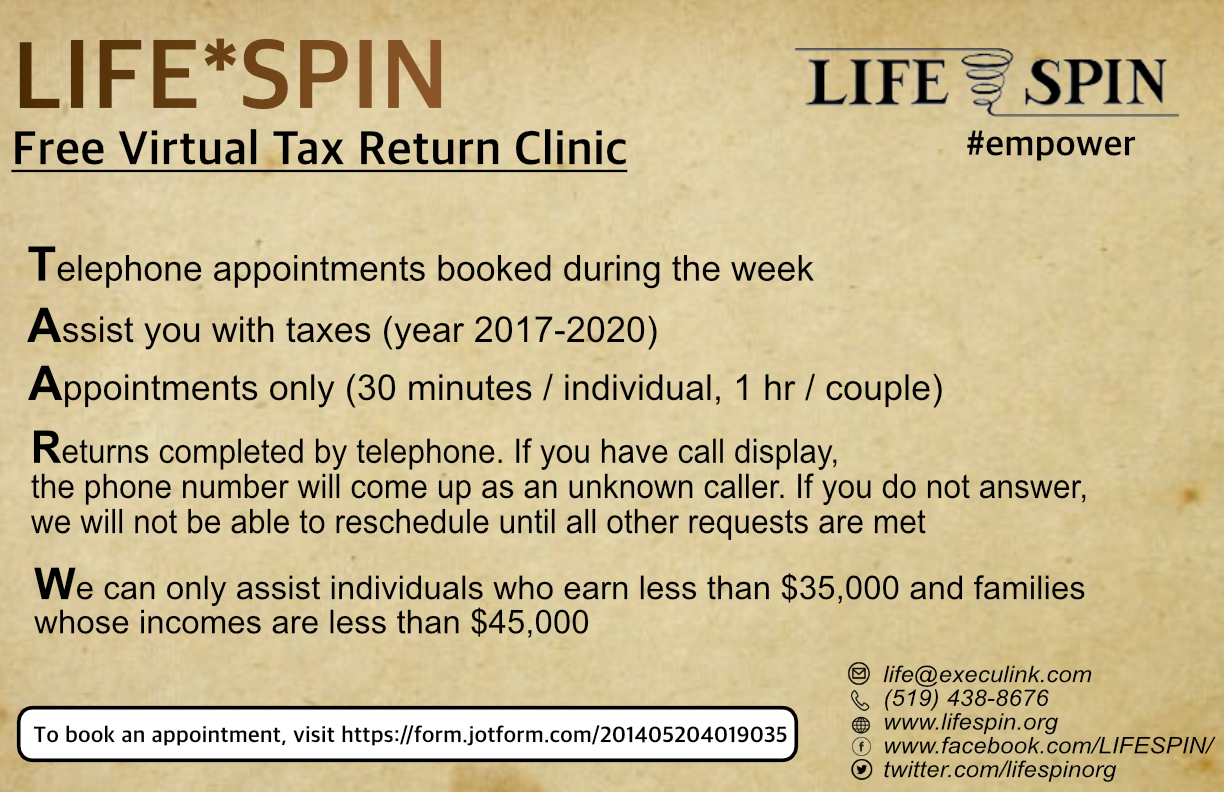 LIFE*SPIN
Free Virtual Tax Return Clinic
LIFE SPIN
#empower
Telephone appointments booked during the week
Assist you with taxes (year 2017-2020)
Appointments only (30 minutes / individual, 1 hr / couple)
Returns completed by telephone. If you have call display,
the phone number will come up as an unknown caller. If you do not answer,
we will not be able to reschedule until all other requests are met
We can only assist individuals who earn less than $35,000 and families
whose incomes are less than $45,000
To book an appointment, visit https://form.jotform.com/201405204019035
life@execulink.com
(519) 438-8676
www.lifespin.org
www.facebook.com/LIFESPIN/
twitter.com/lifespinorg